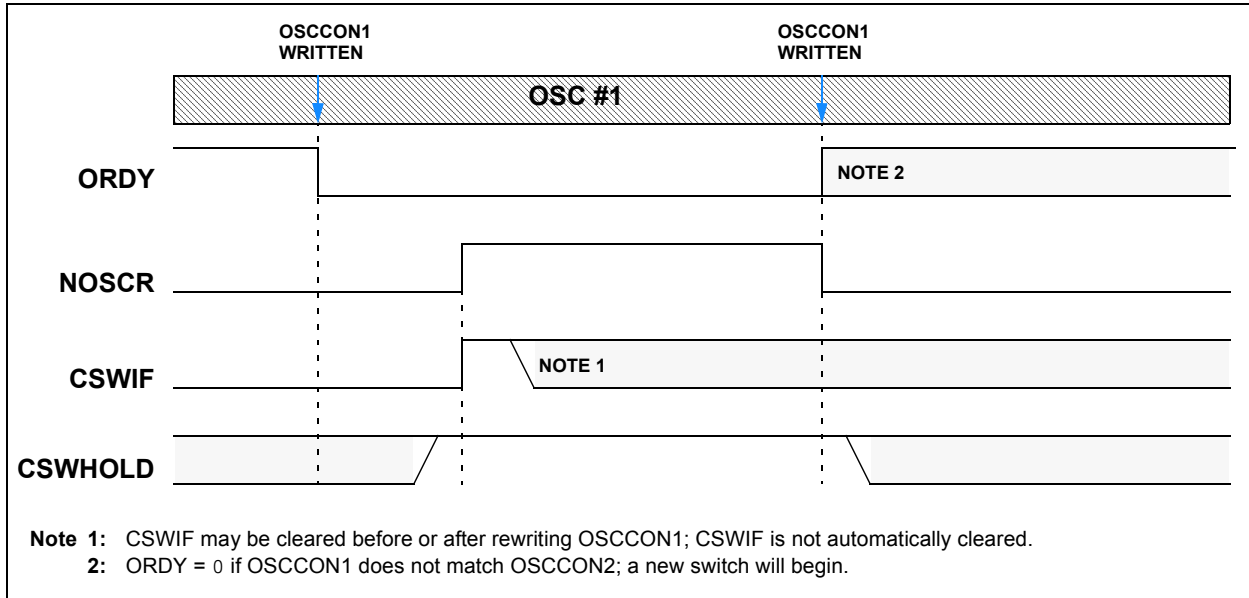 OSCCON1 OSCCON1
WRITTEN WRITTEN
OSC #1
ORDY
NOTE 2
NOSCR
CSWIF
NOTE 1
CSWHOLD
Note 1: CSWIF may be cleared before or after rewriting OSCCON1; CSWIF is not automatically cleared.
2: ORDY = 0 if OSCCON1 does not match OSCCON2; a new switch will begin.